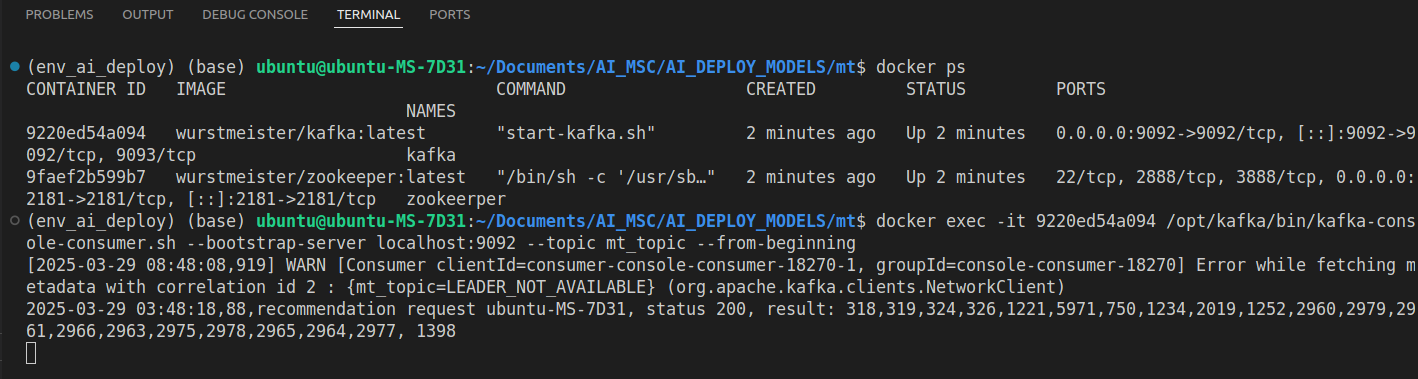 PROBLEMS OUTPUT DEBUG CONSOLE TERMINAL PORTS
(env_ai_deploy) (base) ubuntu@ubuntu-MS-7D31:~/Documents/AI_MSC/AI_DEPLOY_MODELS/mt$ docker ps
CONTAINER ID IMAGE COMMAND CREATED STATUS PORTS
NAMES
9220ed54a094 wurstmeister/kafka:latest "start-kafka.sh" 2 minutes ago Up 2 minutes 0.0.0.0:9092->9092/tcp, [::]:9092->9
092/tcp, 9093/tcp kafka
9faef2b599b7 wurstmeister/zookeeper:latest "/bin/sh -c '/usr/sb…" 2 minutes ago Up 2 minutes 22/tcp, 2888/tcp, 3888/tcp, 0.0.0.0:
2181->2181/tcp, [::]:2181->2181/tcp zookeerper
(env_ai_deploy) (base) ubuntu@ubuntu-MS-7D31:~/Documents/AI_MSC/AI_DEPLOY_MODELS/mt$ docker exec -it 9220ed54a094 /opt/kafka/bin/kafka-cons
ole-consumer.sh --bootstrap-server localhost:9092 --topic mt_topic --from-beginning
[2025-03-29 08:48:08,919] WARN [Consumer clientId=consumer-console-consumer-18270-1, groupId=console-consumer-18270] Error while fetching m
etadata with correlation id 2 : {mt_topic=LEADER_NOT_AVAILABLE} (org.apache.kafka.clients.NetworkClient)
2025-03-29 03:48:18,88,recommendation request ubuntu-MS-7D31, status 200, result: 318,319,324,326,1221,5971,750,1234,2019,1252,2960,2979,29
61,2966,2963,2975,2978,2965,2964,2977, 1398